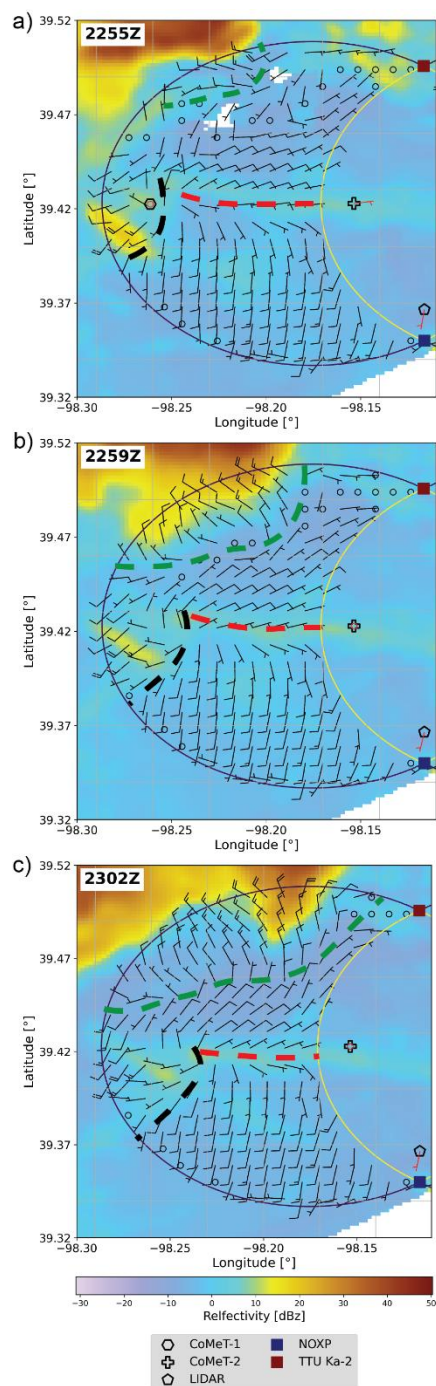 a)
2255Z
39.52
39.47
39.42
39.37
39.32
Latitude [°]
−98.30 −98.25 −98.20 −98.15
Longitude [°]
b)
2259Z
39.52
39.47
39.42
39.37
39.32
Latitude [°]
−98.30 −98.25 −98.20 −98.15
Longitude [°]
c)
2302Z
39.52
39.47
39.42
39.37
39.32
Latitude [°]
−98.30 −98.25 −98.20 −98.15
Longitude [°]
−30 −20 −10 0 10 20 30 40 50
Relfectivity [dBz]
CoMeT-1 NOXP
CoMeT-2 TTU Ka-2
LIDAR